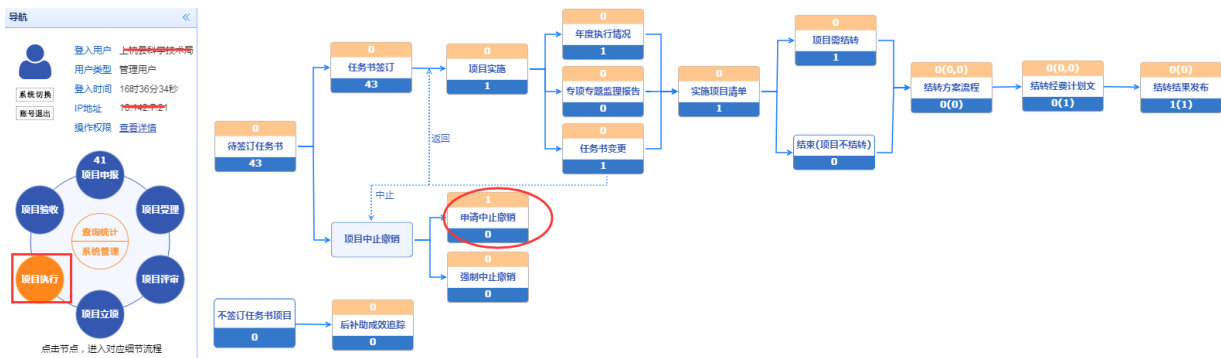 导航
登入用户 上杭县科学技术局
用户类型 管理用户
登入时间 16时36分34秒
IP地址
操作权限 查看详情
系统切换
账号退出
41
项目申报
项目验收
项目受理
查询统计
系统管理
项目执行
项目评审
项目立项
点击节点，进入对应细节流程
0
待签订任务书
43
0
任务书签订
43
0
项目实施
1
0
年度执行情况
1
0
专项专题监理报告
0
0
任务书变更
1
返回
中止
0
实施项目清单
1
0
项目需结转
1
结束(项目不结转)
0
0(0,0)
结转方案流程
0(0)
0(0,0)
结转经费计划文
0(1)
0(0)
结转结果发布
1(1)
项目中止撤销
1
申请中止撤销
0
0
强制中止撤销
0
不签订任务书项目
0
0
后补助成效追踪
0